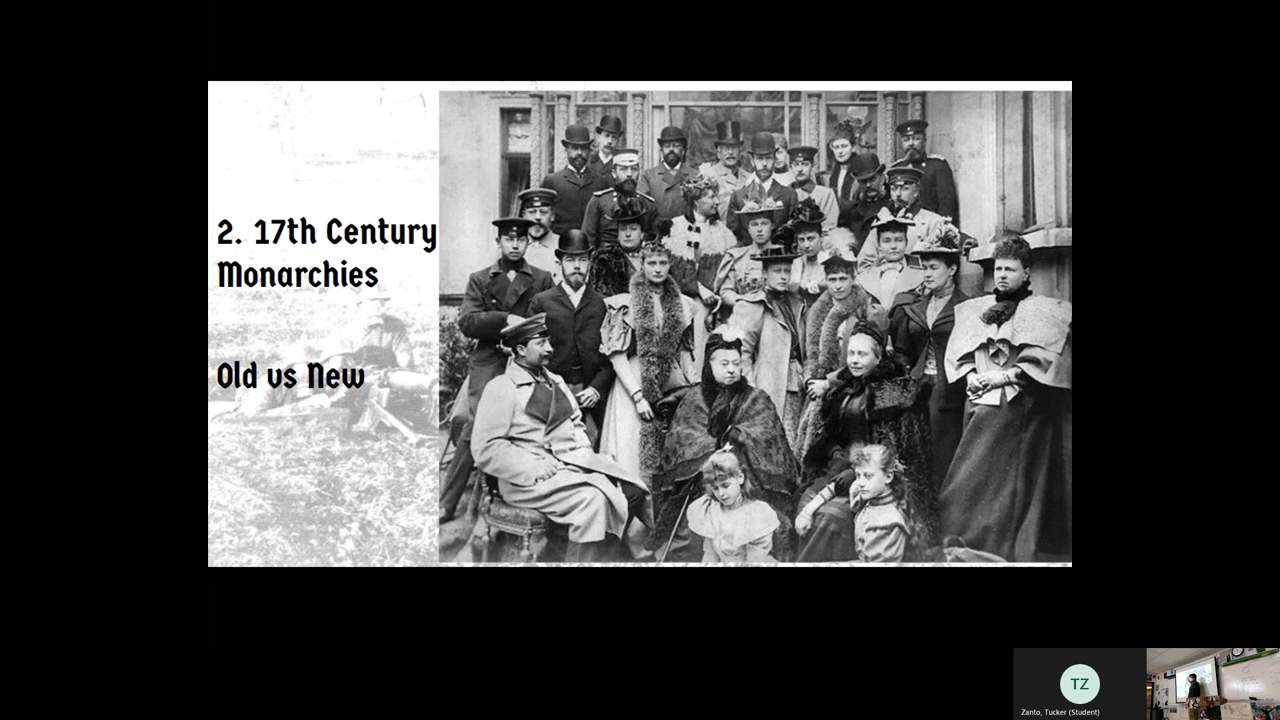 2. 17th Century
Monarchies
Old vs New
TZ
Zanto, Tucker (Student)